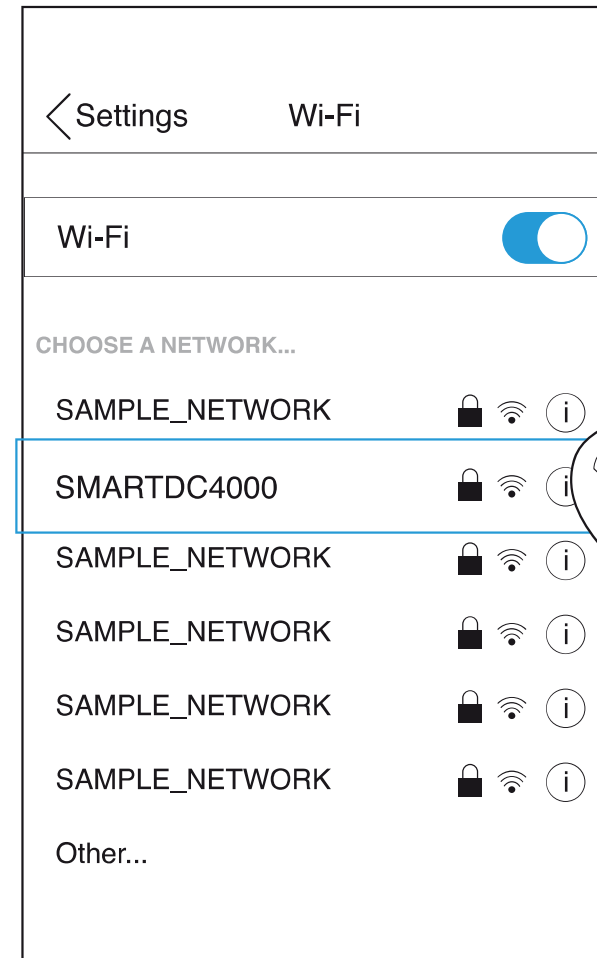 Settings Wi-Fi
Wi-Fi
CHOOSE A NETWORK...
SAMPLE_NETWORK i
SMARTDC4000 i
SAMPLE_NETWORK i
SAMPLE_NETWORK i
SAMPLE_NETWORK i
SAMPLE_NETWORK i
Other...